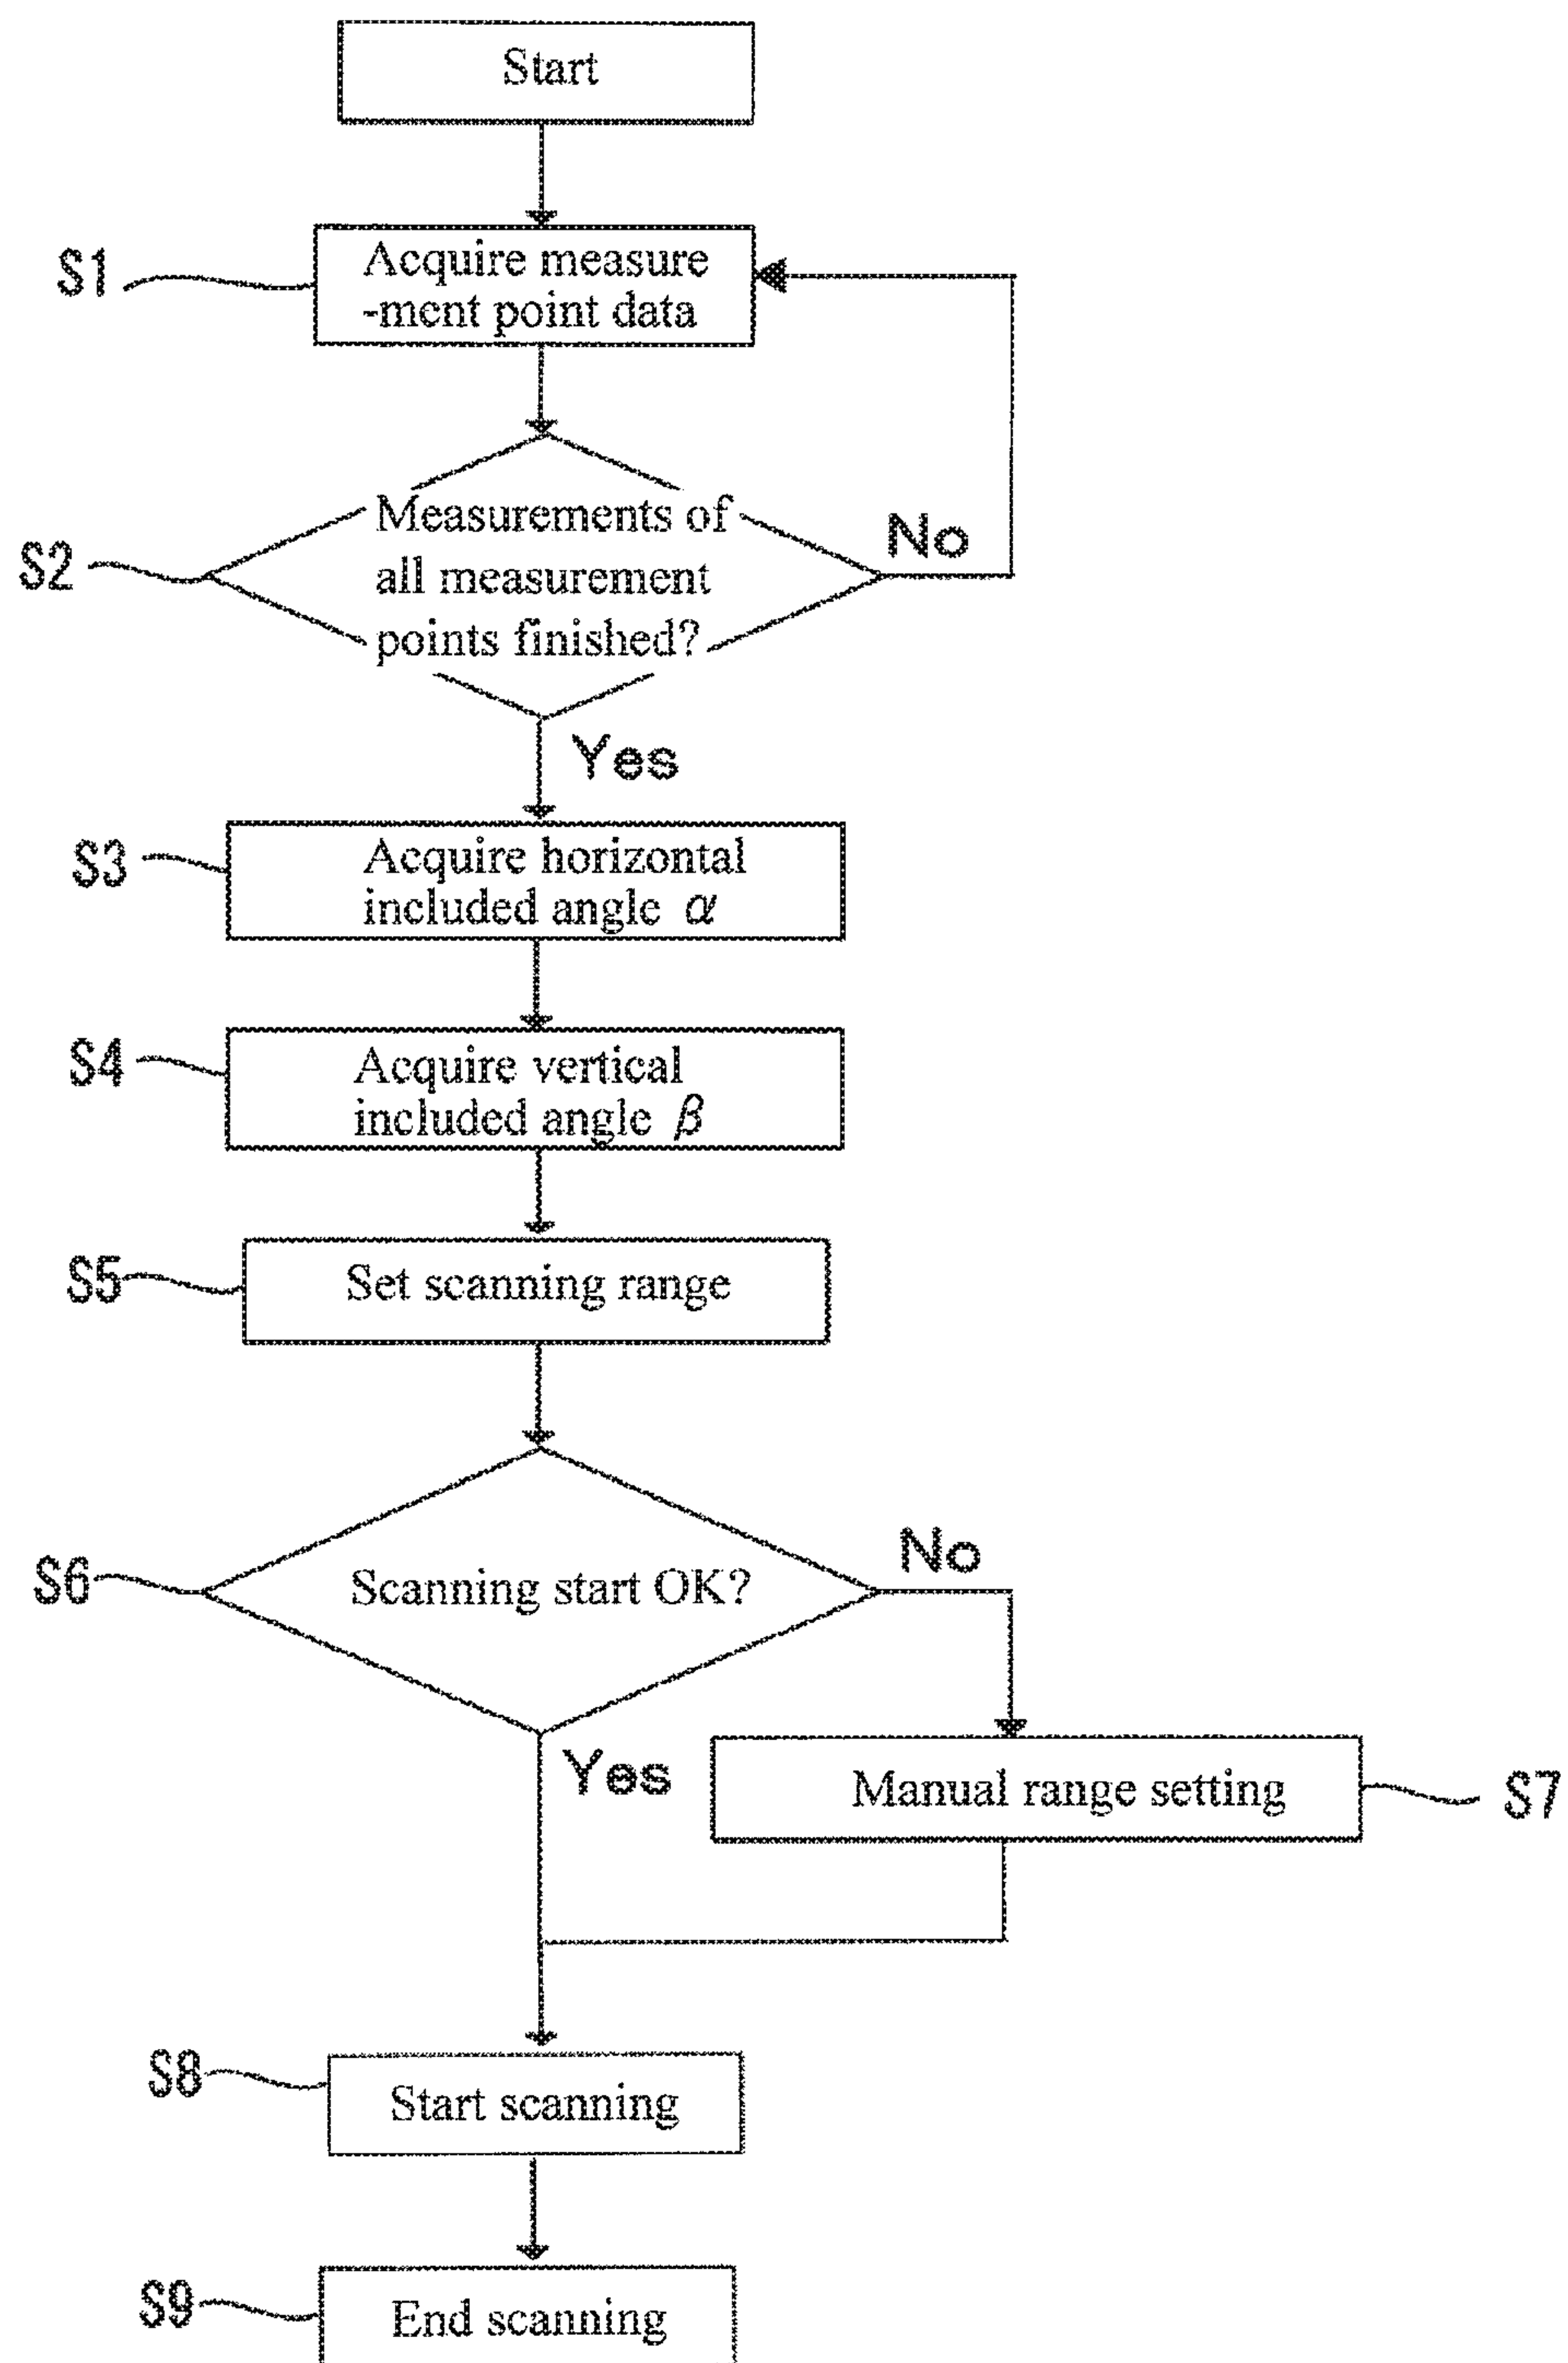 Start
S1
Acquire measure
-ment point data
S2
Measurements of
all measurement
points finished?
No
Yes
S3
Acquire horizontal
included angle α
S4
Acquire vertical
included angle β
S5
Set scanning range
S6
Scanning start OK?
No
Yes
Manual range setting
S7
S8
Start scanning
S9
End scanning